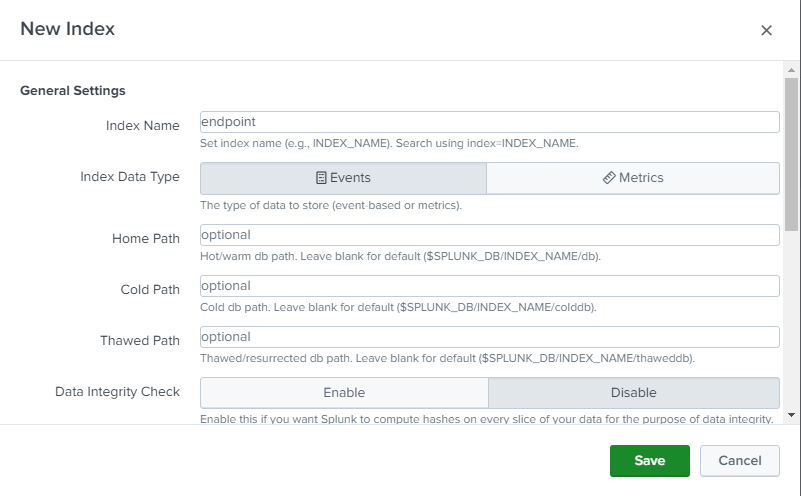 New Index
General Settings
Index Name
endpoint
Set index name (e.g., INDEX_NAME). Search using index=INDEX_NAME.
Index Data Type
Events
Metrics
The type of data to store (event-based or metrics).
Home Path
optional
Hot/warm db path. Leave blank for default ($SPLUNK_DB/INDEX_NAME/db).
Cold Path
optional
Cold db path. Leave blank for default ($SPLUNK_DB/INDEX_NAME/colddb).
Thawed Path
optional
Thawed/resurrected db path. Leave blank for default ($SPLUNK_DB/INDEX_NAME/thaweddb).
Data Integrity Check
Enable
Disable
Enable this if you want Splunk to compute hashes on every slice of your data for the purpose of data integrity.
Save
Cancel